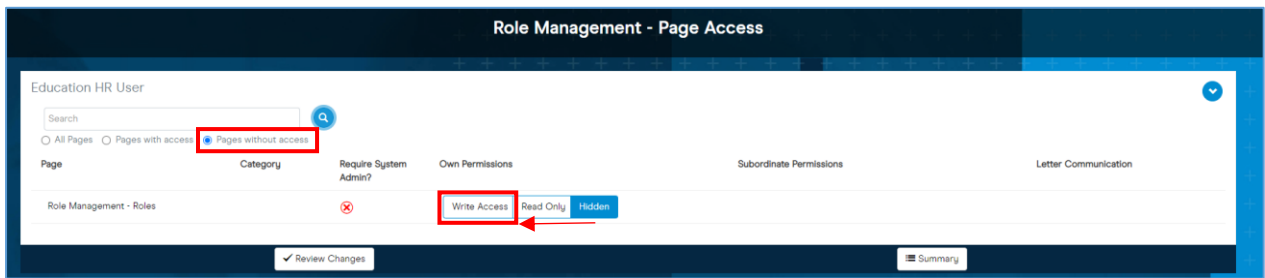 Role Management - Page Access
Education HR User
Search
All Pages Pages with access Pages without access
Page Category Require System Admin? Own Permissions Subordinate Permissions Letter Communication
Role Management - Roles Write Access Read Only Hidden
Review Changes Summary